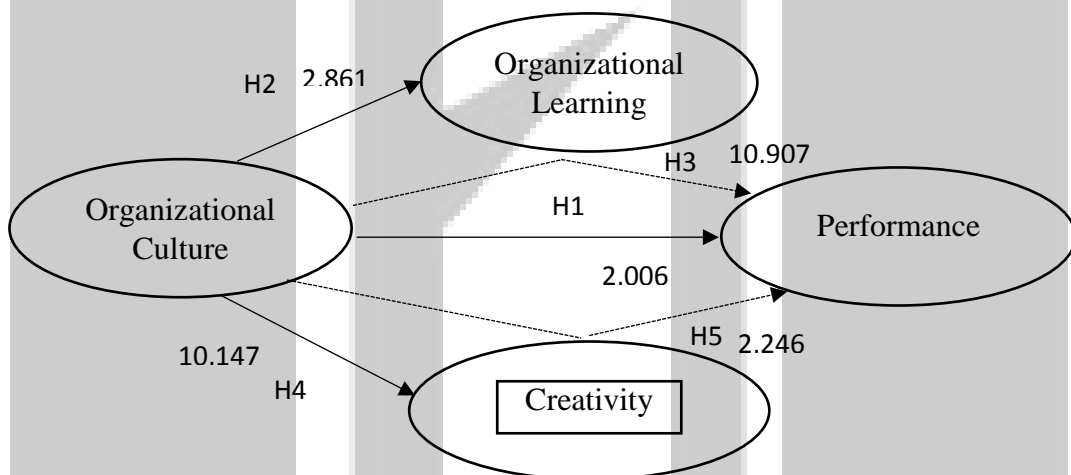 Organizational
Learning
H2 2.861
H3 10.907
Organizational
Culture
H1
Performance
2.006
10.147
H4
H5 2.246
Creativity